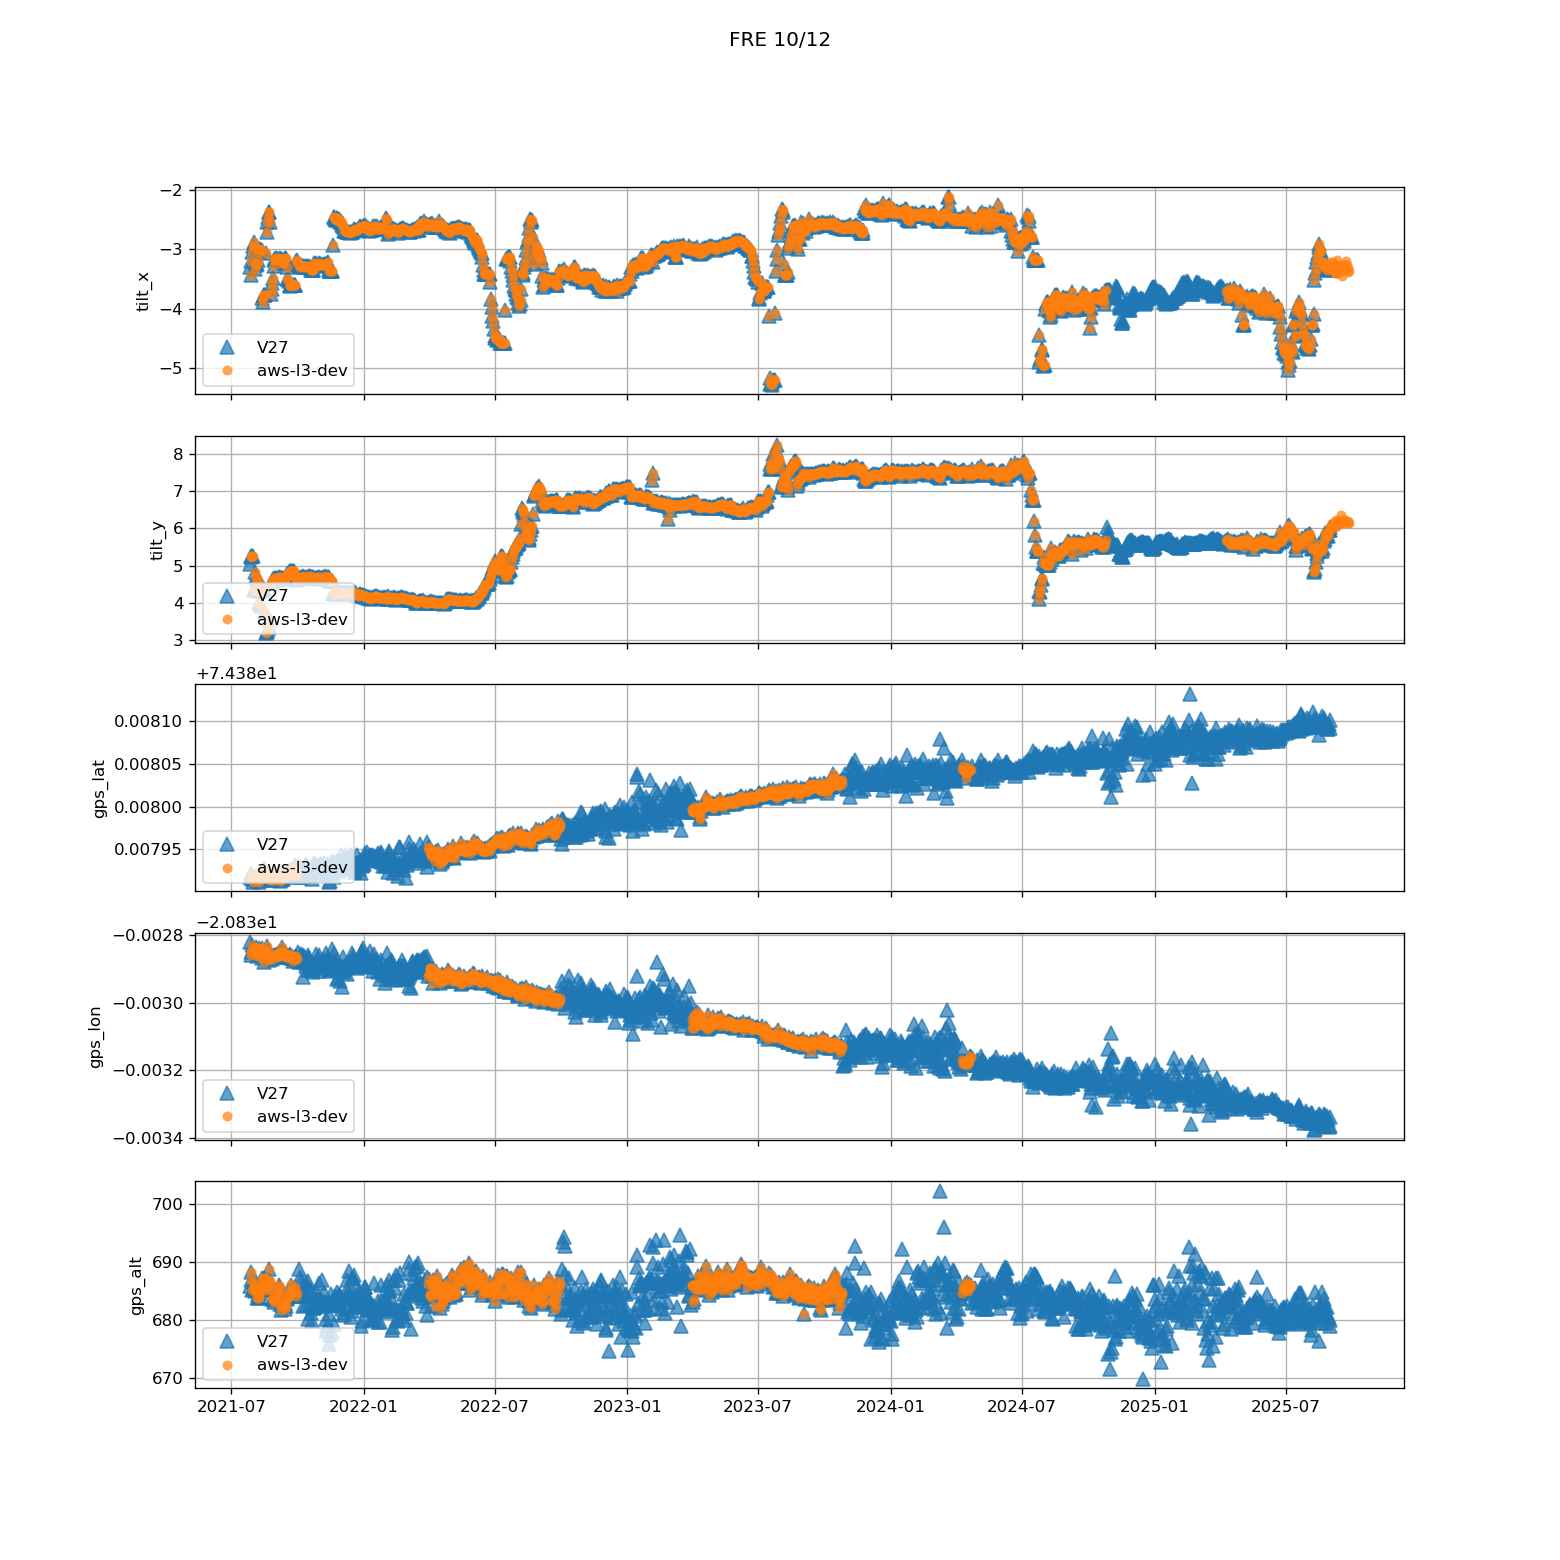 FRE 10/12
−2
−3
−4
−5
tilt_x
V27
aws-l3-dev
8
7
6
5
4
3
tilt_y
V27
aws-l3-dev
+7.438e1
0.00810
0.00805
0.00800
0.00795
gps_lat
V27
aws-l3-dev
−2.083e1
−0.0028
−0.0030
−0.0032
−0.0034
gps_lon
V27
aws-l3-dev
700
690
680
670
gps_alt
V27
aws-l3-dev
2021-07 2022-01 2022-07 2023-01 2023-07 2024-01 2024-07 2025-01 2025-07